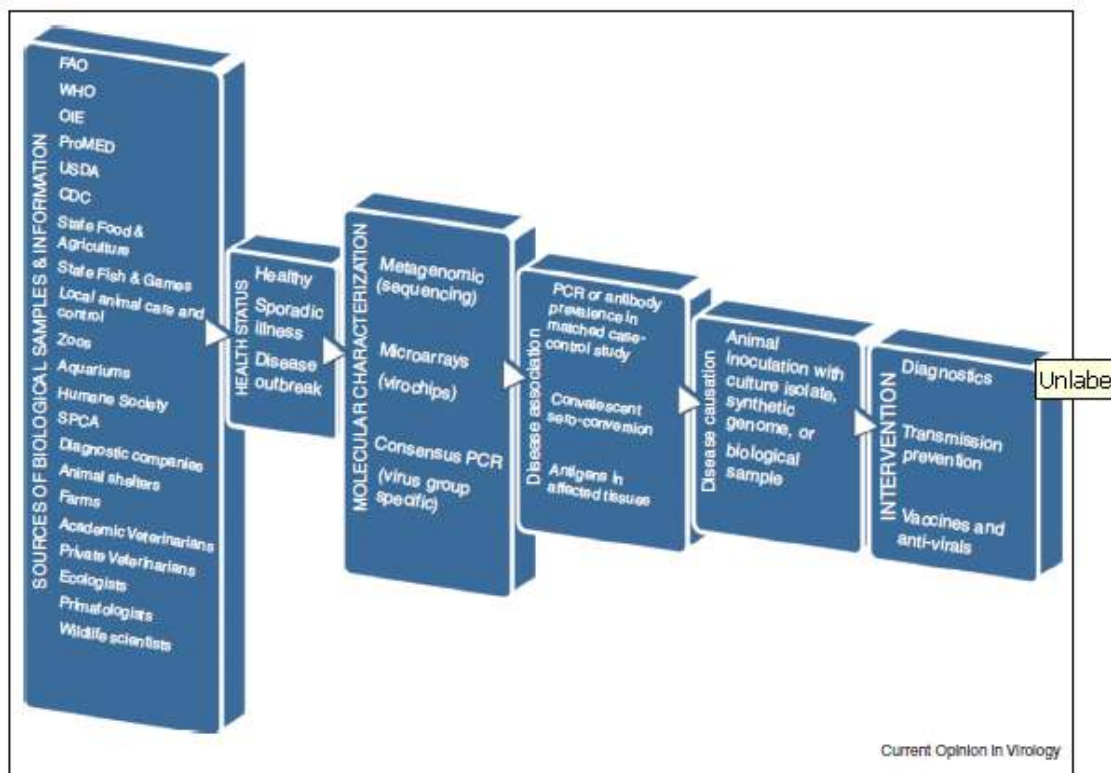 SOURCES OF BIOLOGICAL SAMPLES & INFORMATION
FAO
WHO
OIE
ProMED
USDA
CDC
State Food &
Agriculture
State Fish & Games
Local animal care and
control
Zoos
Aquariums
Humane Society
SPCA
Diagnostic companies
Animal shelters
Farms
Academic Veterinarians
Private Veterinarians
Ecologists
Primatologists
Wildlife scientists
HEALTH STATUS
Healthy
Sporadic
illness
Disease
outbreak
MOLECULAR CHARACTERIZATION
Metagenomic
(sequencing)
Microarrays
(virochips)
Consensus PCR
(virus group
specific)
Disease association
PCR or antibody
prevalence in
matched case-
control study
Convalescent
sero-convertion
Antigens in
affected tissues
Disease causation
Animal
inoculation with
culture isolate,
synthetic
genome, or
biological
sample
INTERVENTION
Diagnostics
Transmission
prevention
Vaccines and
anti-virals
Unlabe
Current Opinion in Virology